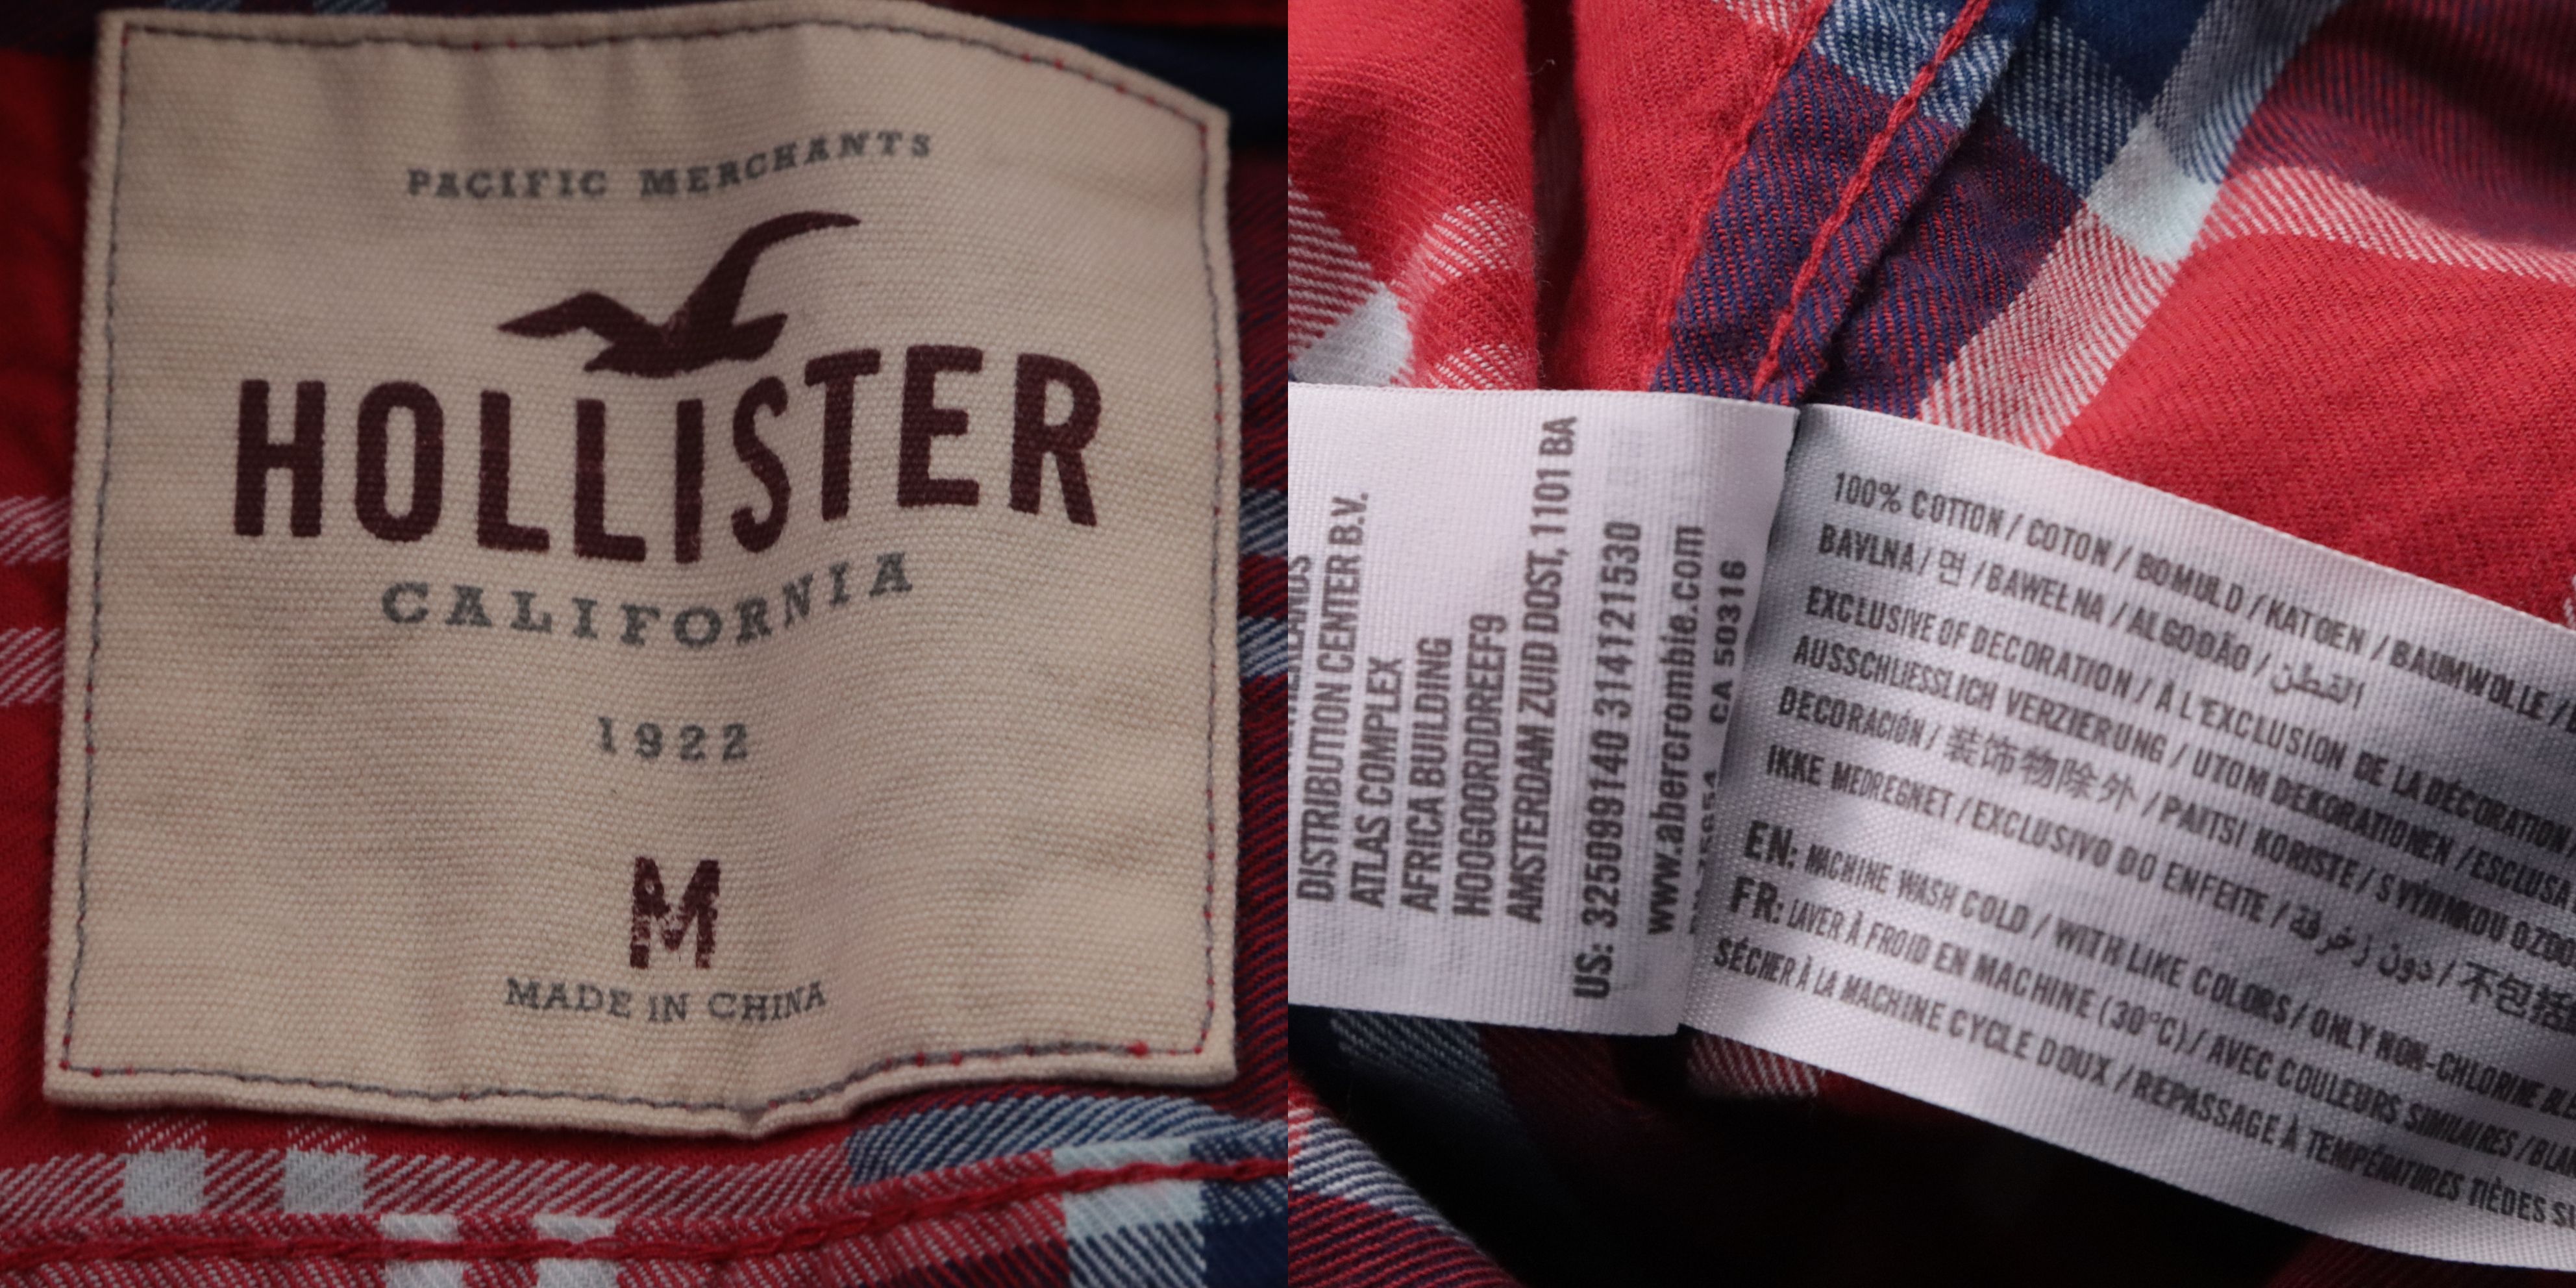 PACIFIC MERCHANTS
HOLLISTER
CALIFORNIA
1922
M
MADE IN CHINA
DISTRIBUTION CENTER B.V.
ATLAS COMPLEX
AFRICA BUILDING
HOOGOORDDREEF9
AMSTERDAM ZUID OOST, 1101 BA
US: 325099140 314121530
www.abercrombie.com
CA 50316
100% COTTON / COTON / BOMULD / KATOEN / BAUMWOLLE /
BAVLNA / 면 / BAWEŁNA / ALGODÃO / القطن
EXCLUSIVE OF DECORATION / À L'EXCLUSION DE LA DÉCORATION
AUSSCHLIESSLICH VERZIERUNG / UTOM DEKORATIONEN / ESCLUSA
DECORACIÓN / 装饰物除外 / PAITSI KORISTE / S VÝJIMKOU OZDOB
IKKE MEDREGNET / EXCLUSIVO DO ENFEITE / دون زخرفة / 不包括
EN: MACHINE WASH COLD / WITH LIKE COLORS / ONLY NON-CHLORINE
FR: LAVER À FROID EN MACHINE (30°C) / AVEC COULEURS SIMILAIRES /
SÉCHER À LA MACHINE CYCLE DOUX / REPASSAGE À TEMPÉRATURES TIÈDES